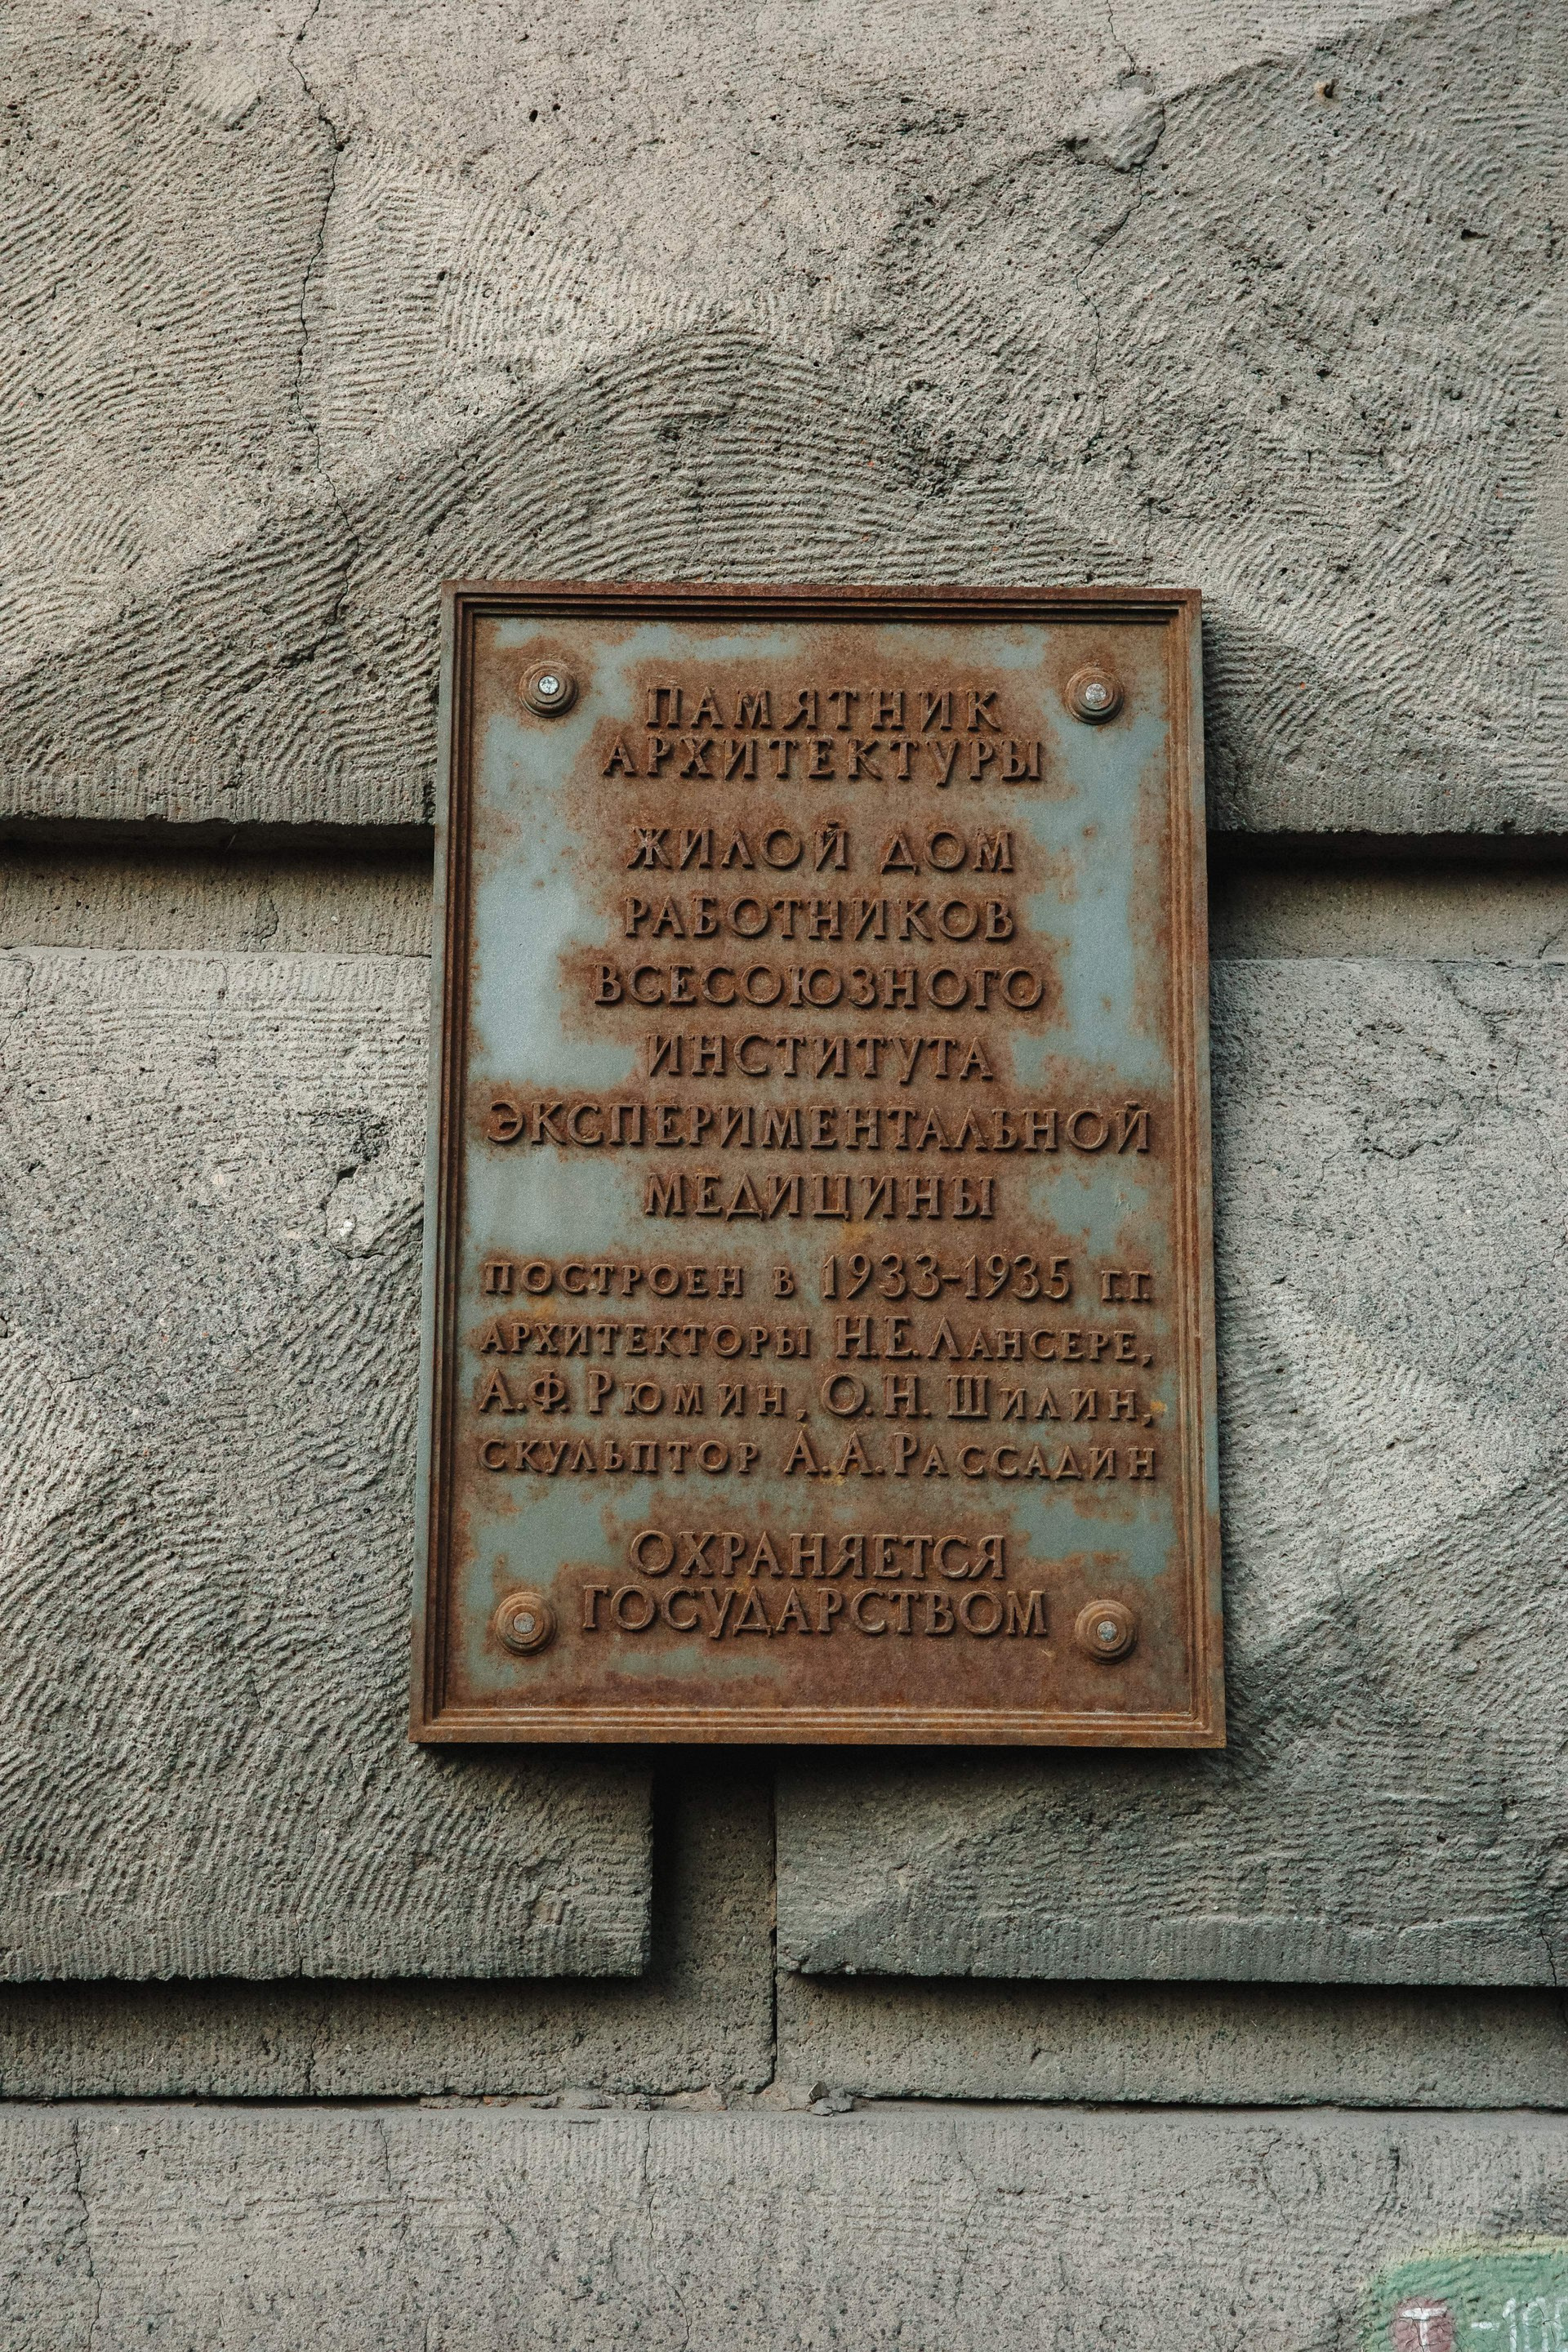 ПАМЯТНИК
АРХИТЕКТУРЫ
ЖИЛОЙ ДОМ
РАБОТНИКОВ
ВСЕСОЮЗНОГО
ИНСТИТУТА
ЭКСПЕРИМЕНТАЛЬНОЙ
МЕДИЦИНЫ
ПОСТРОЕН В 1933-1935 Г.Г.
АРХИТЕКТОРЫ Н.Е. ЛАНСЕРЕ,
А.Ф. РЮМИН, О.Н. ШИЛИН,
СКУЛЬПТОР А.А. РАССАДИН
ОХРАНЯЕТСЯ
ГОСУДАРСТВОМ